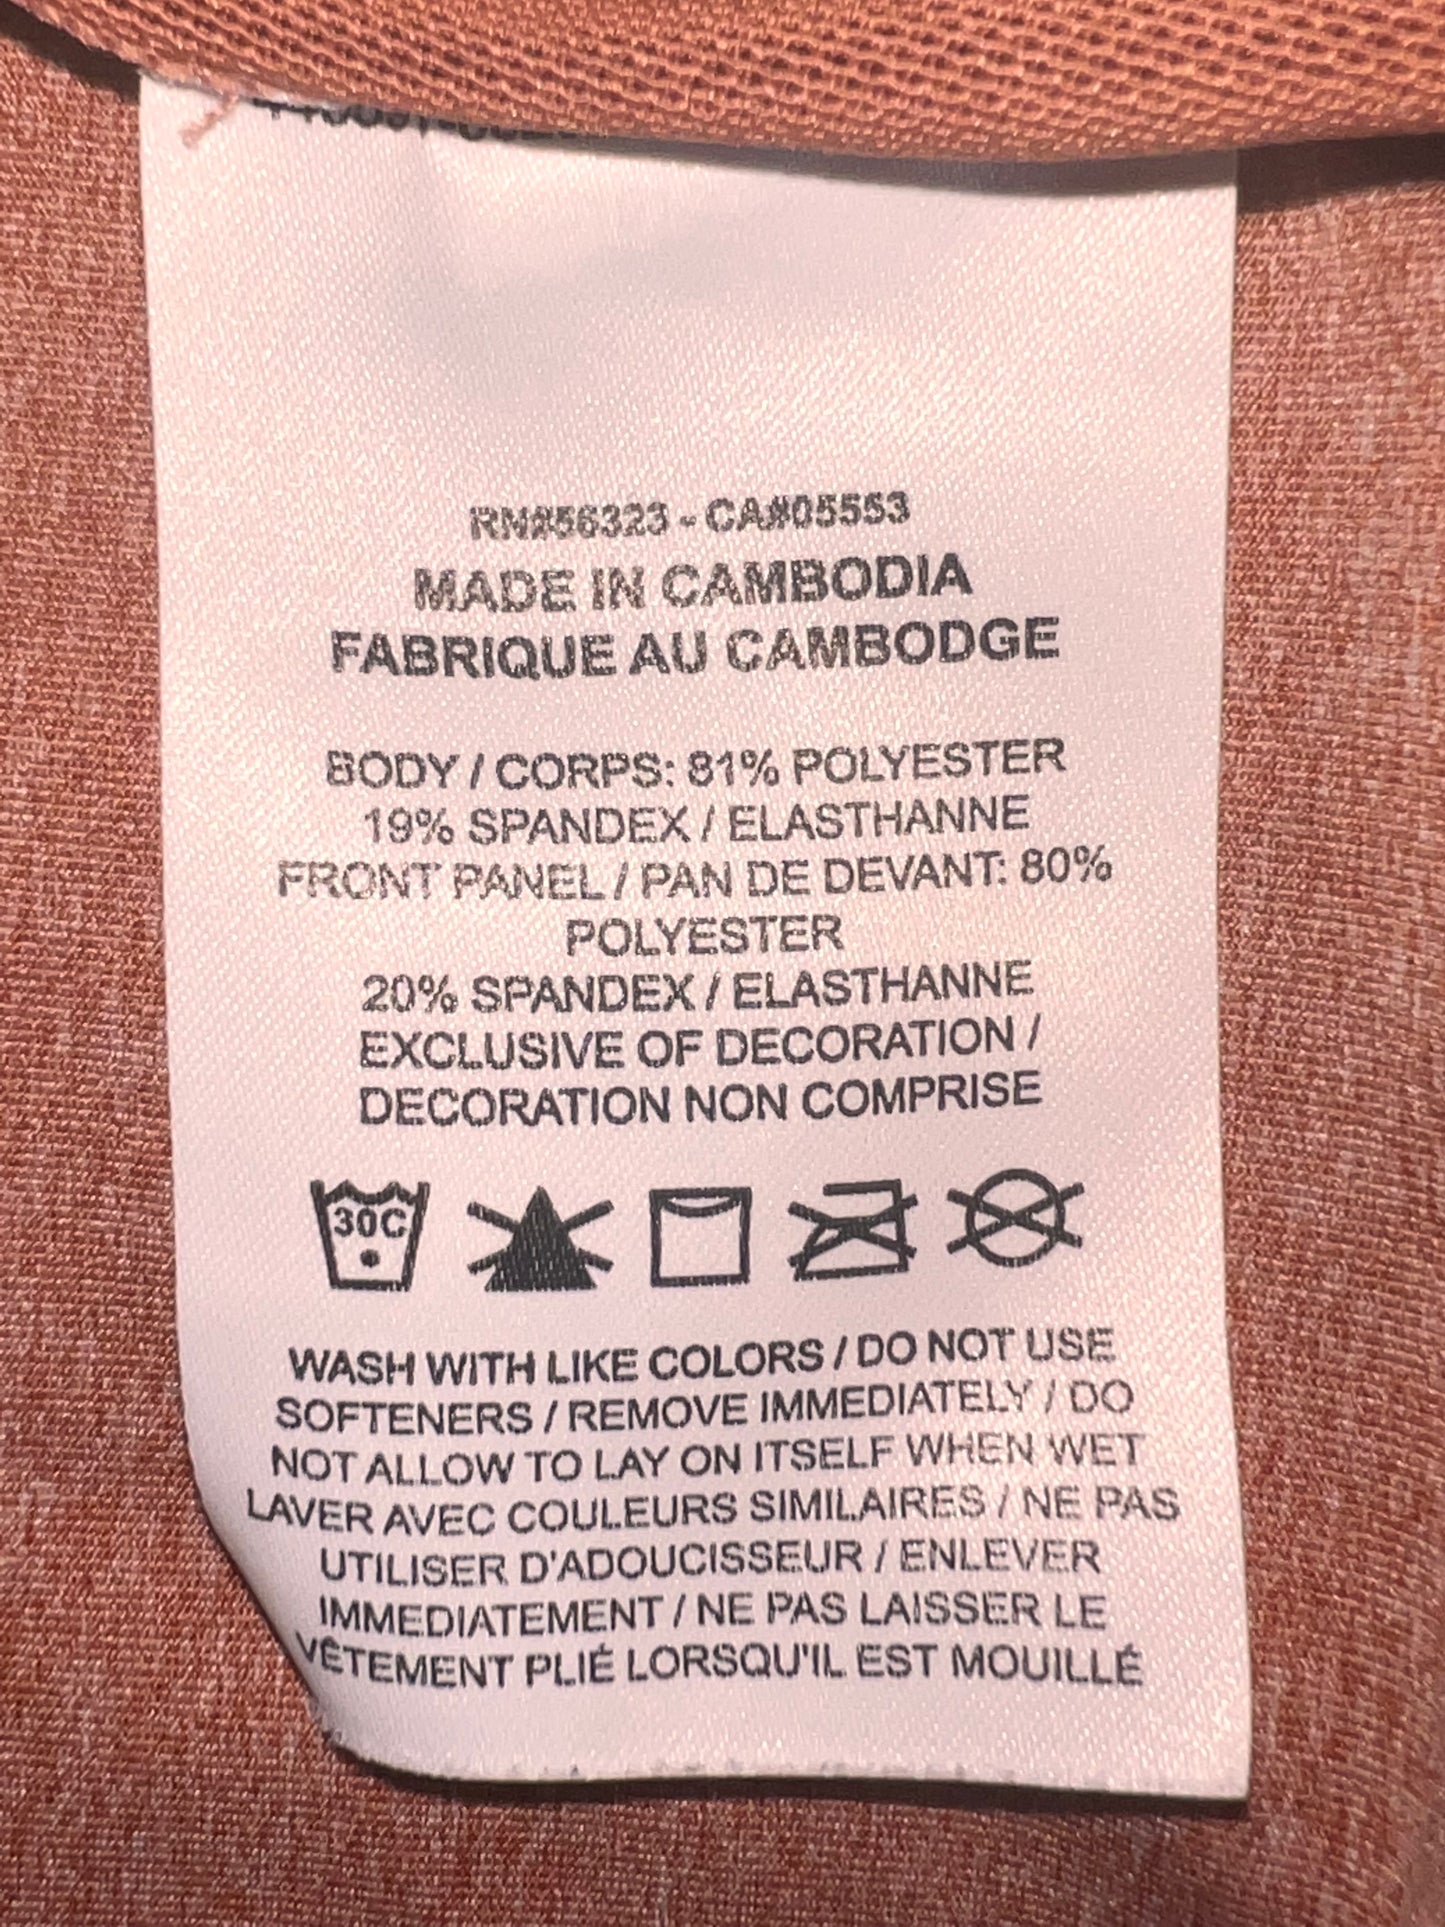 RN#56323 - CA#05553
MADE IN CAMBODIA
FABRIQUE AU CAMBODGE
BODY / CORPS: 81% POLYESTER
19% SPANDEX / ELASTHANNE
FRONT PANEL / PAN DE DEVANT: 80%
POLYESTER
20% SPANDEX / ELASTHANNE
EXCLUSIVE OF DECORATION /
DECORATION NON COMPRISE
30C
WASH WITH LIKE COLORS / DO NOT USE
SOFTENERS / REMOVE IMMEDIATELY / DO
NOT ALLOW TO LAY ON ITSELF WHEN WET
LAVER AVEC COULEURS SIMILAIRES / NE PAS
UTILISER D'ADOUCISSEUR / ENLEVER
IMMEDIATEMENT / NE PAS LAISSER LE
VÊTEMENT PLIÉ LORSQU'IL EST MOUILLÉ